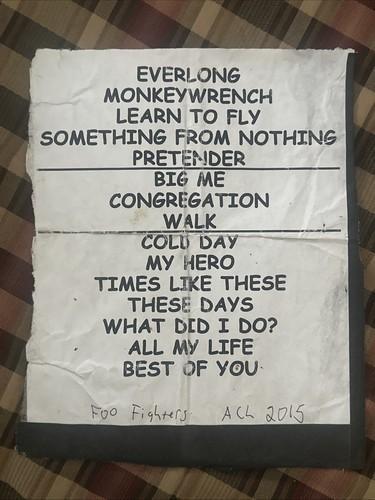 EVERLONG
MONKEYWRENCH
LEARN TO FLY
SOMETHING FROM NOTHING
PRETENDER
BIG ME
CONGREGATION
WALK
COLD DAY
MY HERO
TIMES LIKE THESE
THESE DAYS
WHAT DID I DO?
ALL MY LIFE
BEST OF YOU
Foo Fighters ACL 2015